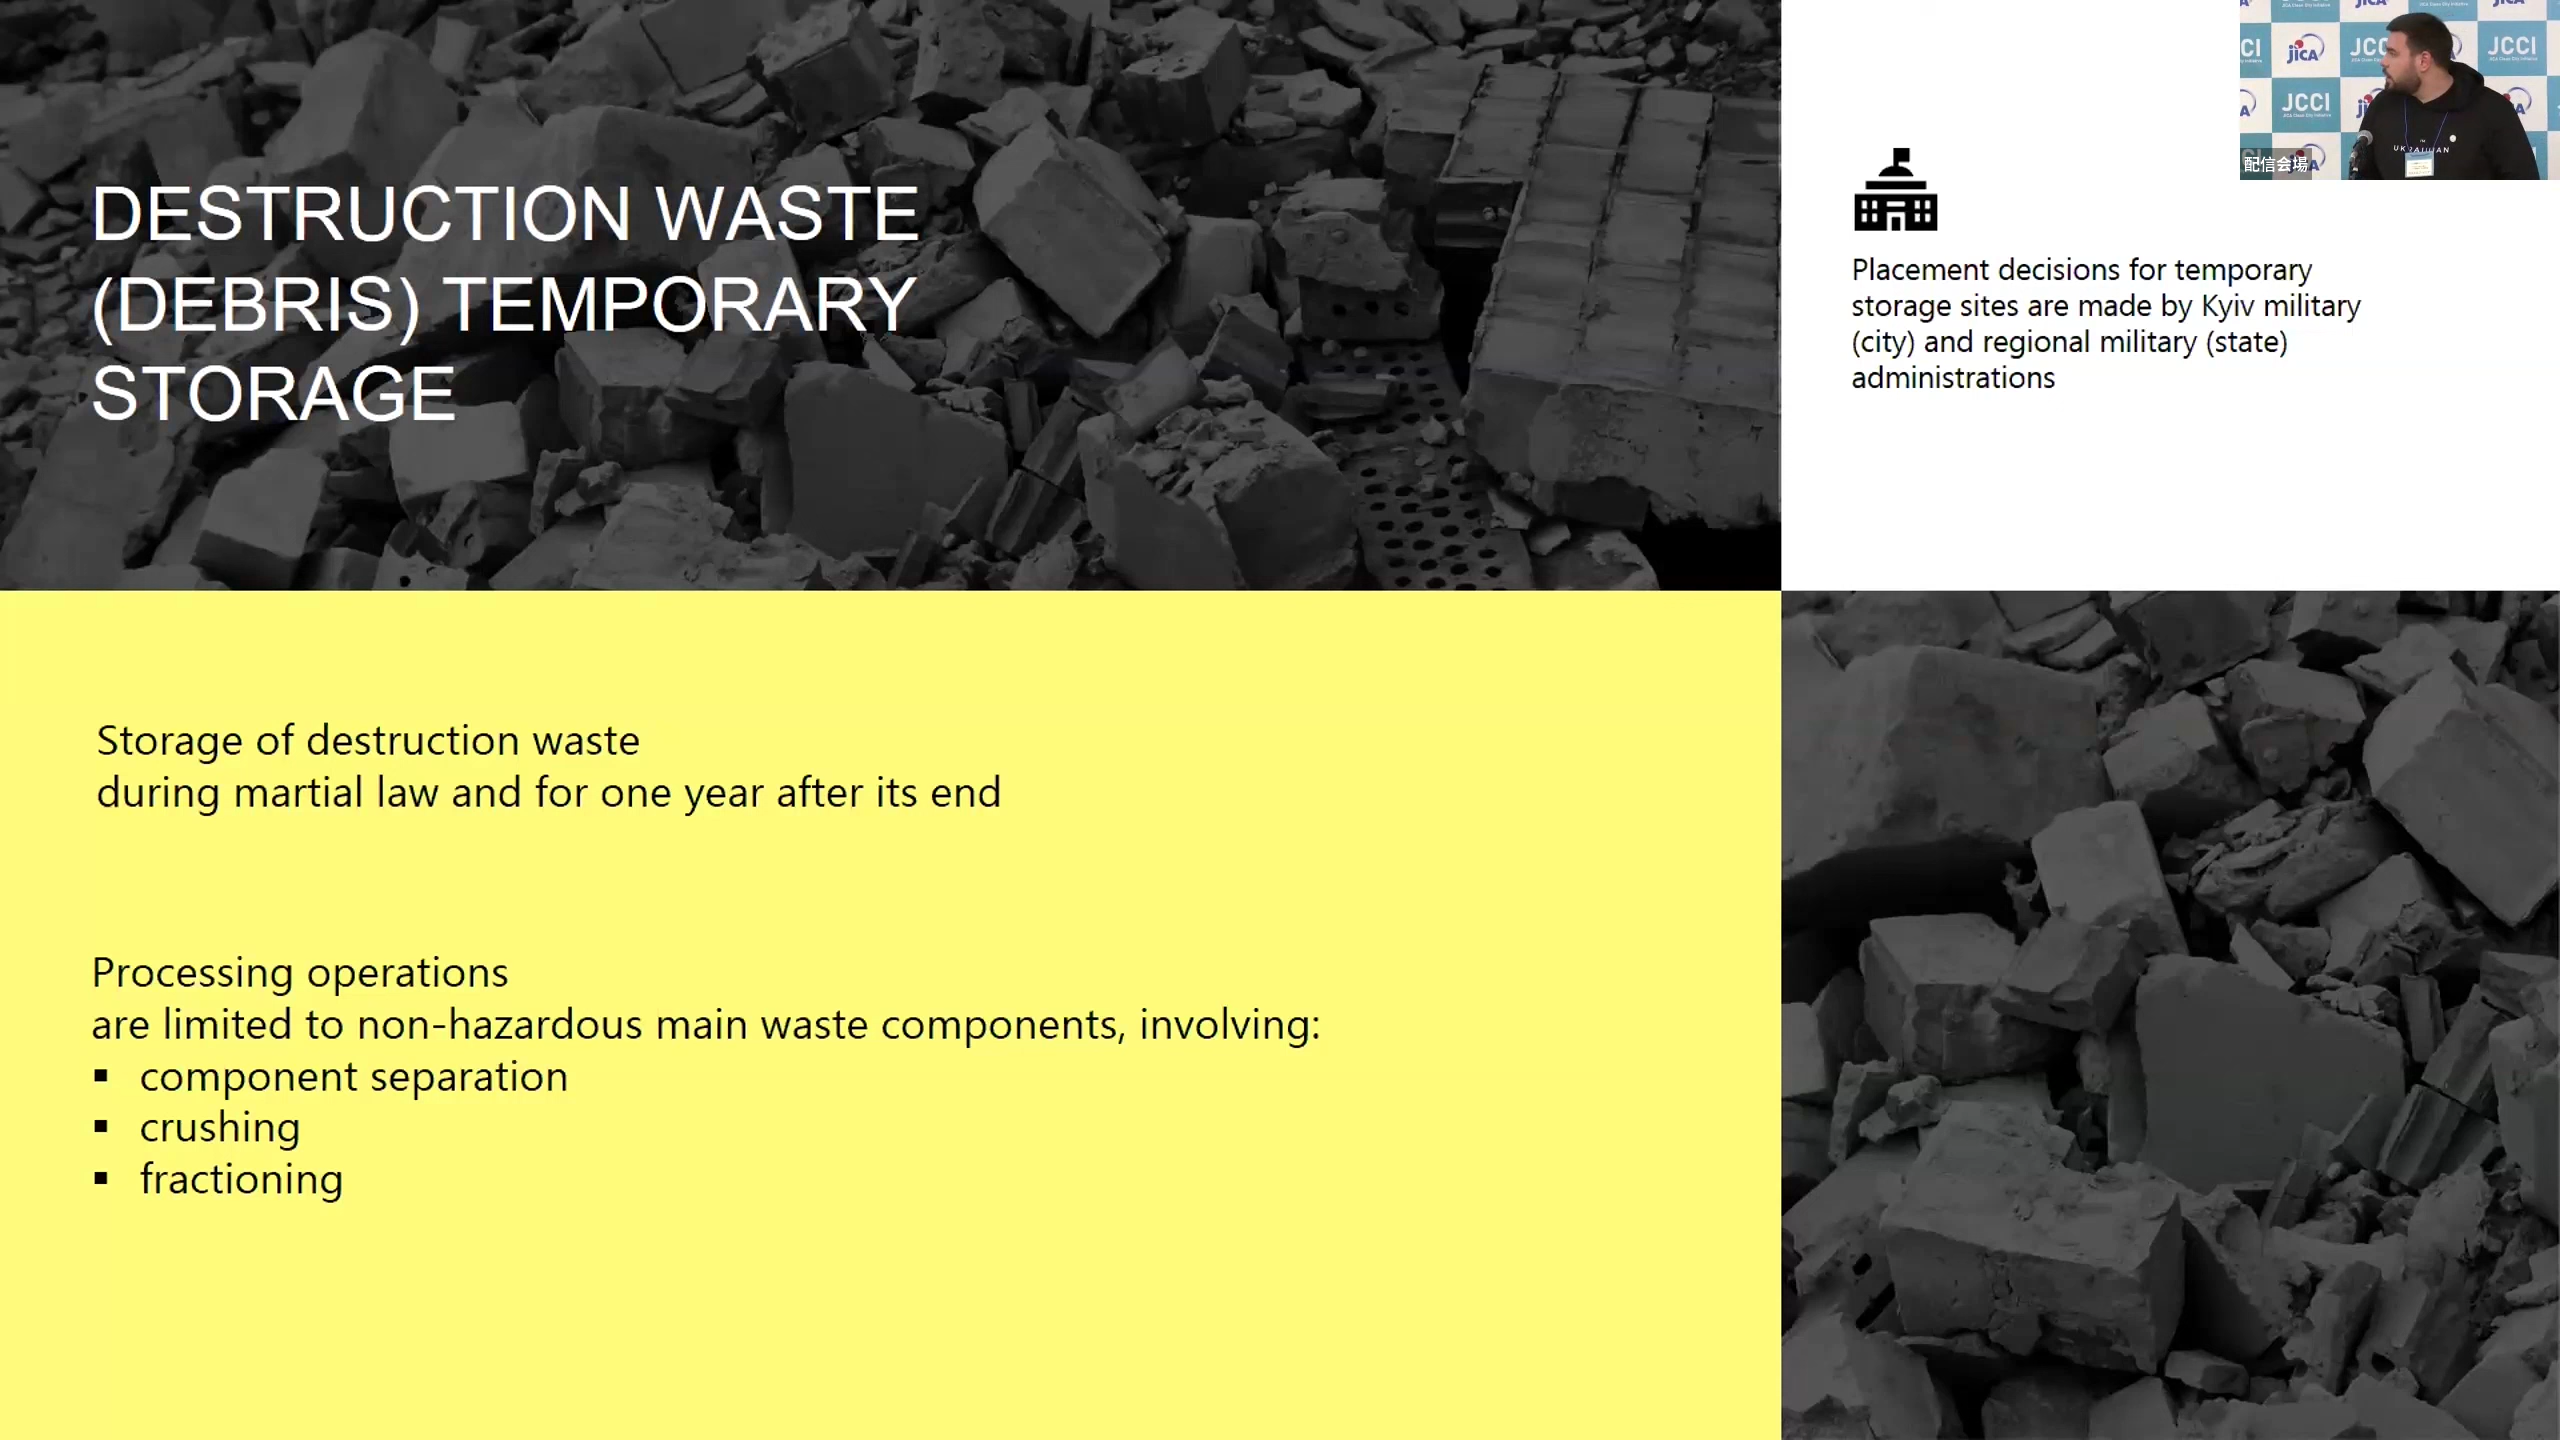 DESTRUCTION WASTE
(DEBRIS) TEMPORARY
STORAGE
Placement decisions for temporary
storage sites are made by Kyiv military
(city) and regional military (state)
administrations
Storage of destruction waste
during martial law and for one year after its end
Processing operations
are limited to non-hazardous main waste components, involving:
▪ component separation
▪ crushing
▪ fractioning
JICA
JCCI
JCCI
JCCI
配信会場